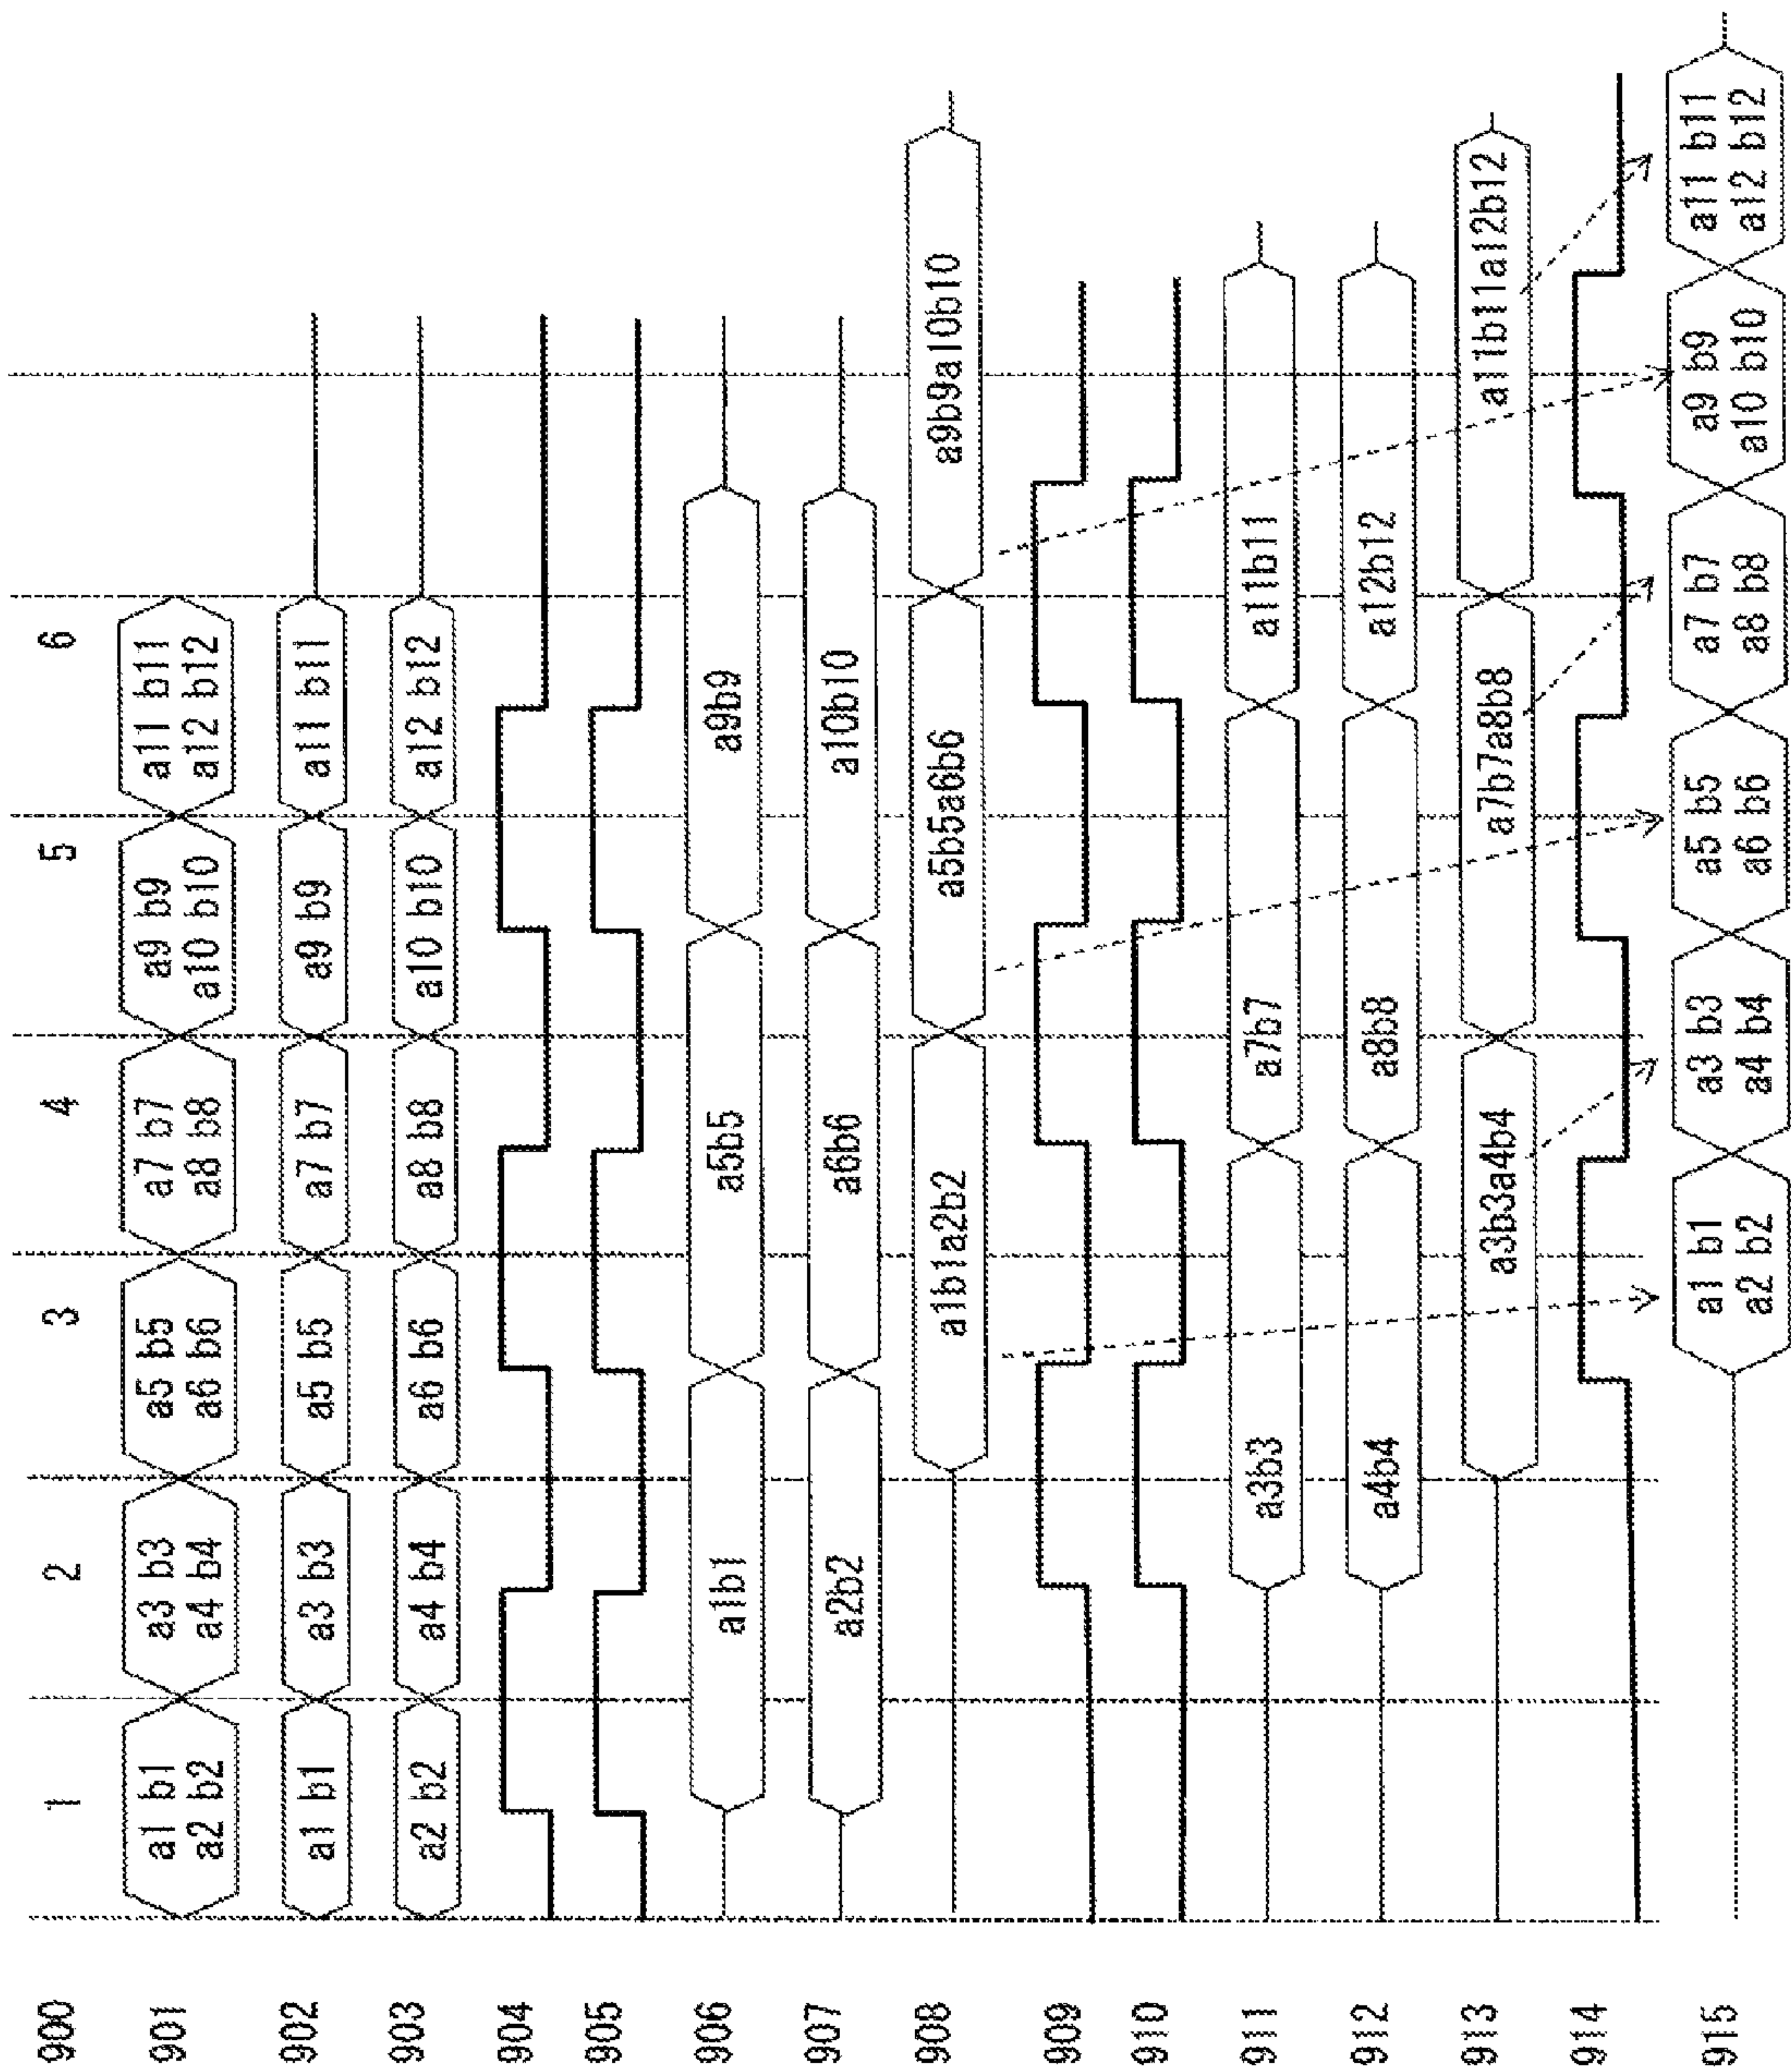 900 1 2 3 4 5 6
901 a1 b1 a3 b3 a5 b5 a7 b7 a9 b9 a11 b11
a2 b2 a4 b4 a6 b6 a8 b8 a10 b10 a12 b12
902 a1 b1 a3 b3 a5 b5 a7 b7 a9 b9 a11 b11
903 a2 b2 a4 b4 a6 b6 a8 b8 a10 b10 a12 b12
904
905
906 a1b1 a5b5 a9b9
907 a2b2 a6b6 a10b10
908 a1b1a2b2 a5b5a6b6 a9b9a10b10
909
910
911 a3b3 a7b7 a11b11
912 a4b4 a8b8 a12b12
913 a3b3a4b4 a7b7a8b8 a11b11a12b12
914
915 a1 b1 a3 b3 a5 b5 a7 b7 a9 b9 a11 b11
a2 b2 a4 b4 a6 b6 a8 b8 a10 b10 a12 b12